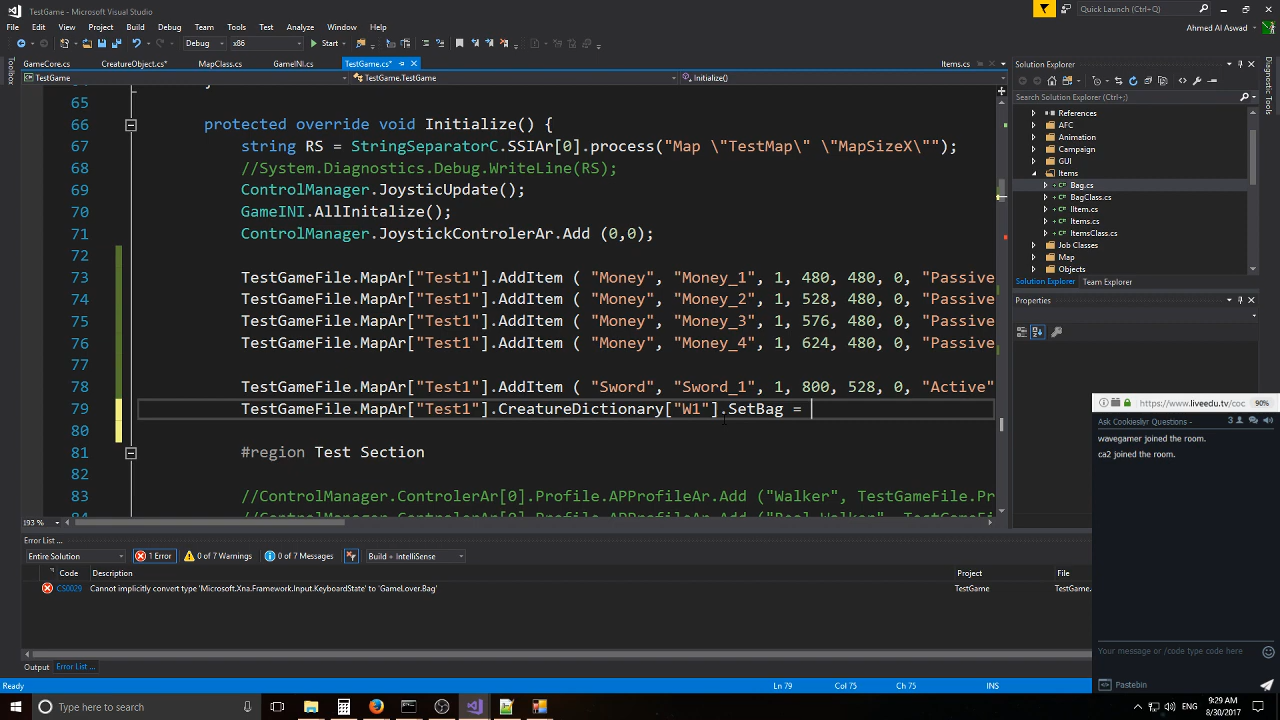 TestGame - Microsoft Visual Studio
Quick Launch (Ctrl+Q)
File Edit View Project Build Debug Team Tools Test Analyze Window Help
Ahmed Al Aswad
Debug x86 Start
Toolbox
GameCore.cs CreatureObject.cs* MapClass.cs GameINI.cs TestGame.cs* Items.cs
TestGame TestGame.TestGame Initialize()
65
66 protected override void Initialize() {
67 string RS = StringSeparatorC.SSIAr[0].process("Map \"TestMap\" \"MapSizeX\"");
68 //System.Diagnostics.Debug.WriteLine(RS);
69 ControlManager.JoysticUpdate();
70 GameINI.AllInitalize();
71 ControlManager.JoystickControlerAr.Add (0,0);
72
73 TestGameFile.MapAr["Test1"].AddItem ( "Money", "Money_1", 1, 480, 480, 0, "Passive
74 TestGameFile.MapAr["Test1"].AddItem ( "Money", "Money_2", 1, 528, 480, 0, "Passive
75 TestGameFile.MapAr["Test1"].AddItem ( "Money", "Money_3", 1, 576, 480, 0, "Passive
76 TestGameFile.MapAr["Test1"].AddItem ( "Money", "Money_4", 1, 624, 480, 0, "Passive
77
78 TestGameFile.MapAr["Test1"].AddItem ( "Sword", "Sword_1", 1, 800, 528, 0, "Active"
79 TestGameFile.MapAr["Test1"].CreatureDictionary["W1"].SetBag =
80
81 #region Test Section
82
83 //ControlManager.ControlerAr[0].Profile.APProfileAr.Add ("Walker", TestGameFile.Pr
193 %
Solution Explorer
Search Solution Explorer (Ctrl+;)
References
AFC
Animation
Campaign
GUI
Items
Bag.cs
BagClass.cs
IItem.cs
Items.cs
ItemsClass.cs
Job Classes
Map
Objects
Solution Explorer Team Explorer
Properties
Diagnostic Tools
Error List ...
Entire Solution 1 Error 0 of 7 Warnings 0 of 7 Messages Build + IntelliSense
Code Description Project File
CS0029 Cannot implicitly convert type 'Microsoft.Xna.Framework.Input.KeyboardState' to 'GameLover.Bag' TestGame TestGame.
Output Error List ...
Ready Ln 79 Col 75 Ch 75 INS
https://www.liveedu.tv/coc 90%
Ask Cookiesliyr Questions - 3
wavegamer joined the room.
ca2 joined the room.
Your message / or /code type code here
Pastebin
Type here to search
ENG
9:29 AM
8/30/2017